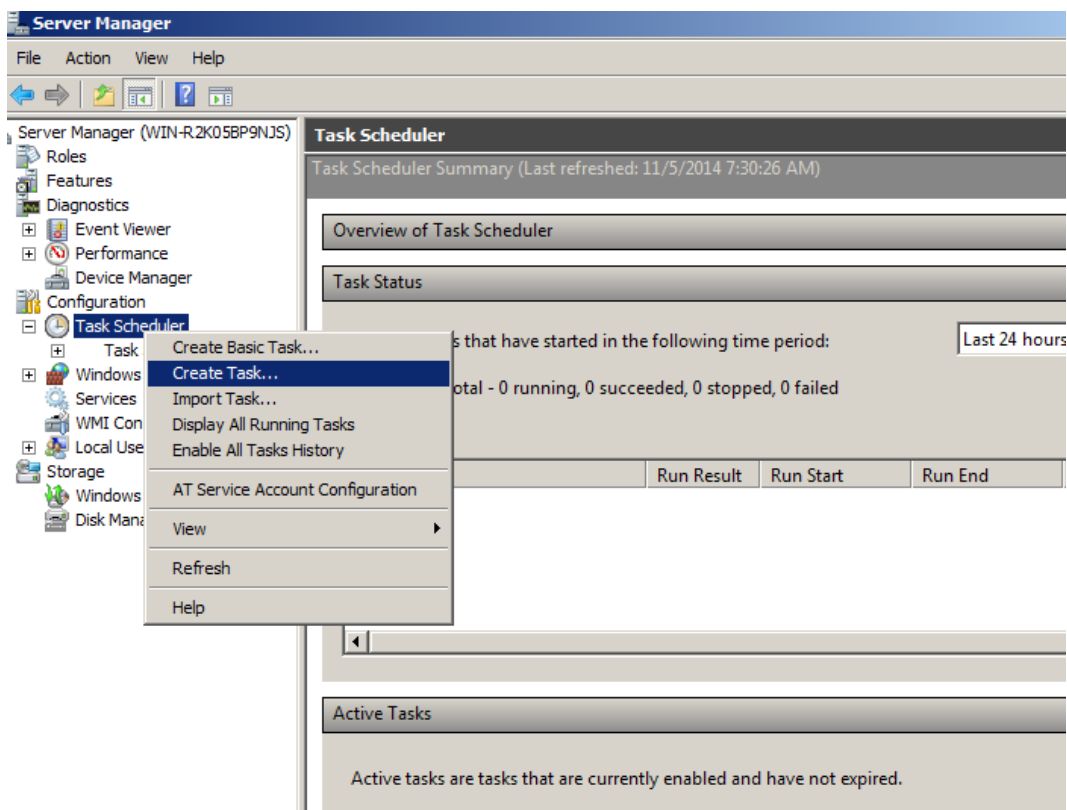 Server Manager
File Action View Help
Server Manager (WIN-R2K05BP9NJS)
Roles
Features
Diagnostics
Event Viewer
Performance
Device Manager
Configuration
Task Scheduler
Task
Windows
Services
WMI Con
Local Use
Storage
Windows
Disk Mana
Create Basic Task...
Create Task...
Import Task...
Display All Running Tasks
Enable All Tasks History
AT Service Account Configuration
View
Refresh
Help
Task Scheduler
Task Scheduler Summary (Last refreshed: 11/5/2014 7:30:26 AM)
Overview of Task Scheduler
Task Status
s that have started in the following time period: Last 24 hours
otal - 0 running, 0 succeeded, 0 stopped, 0 failed
Run Result Run Start Run End
Active Tasks
Active tasks are tasks that are currently enabled and have not expired.